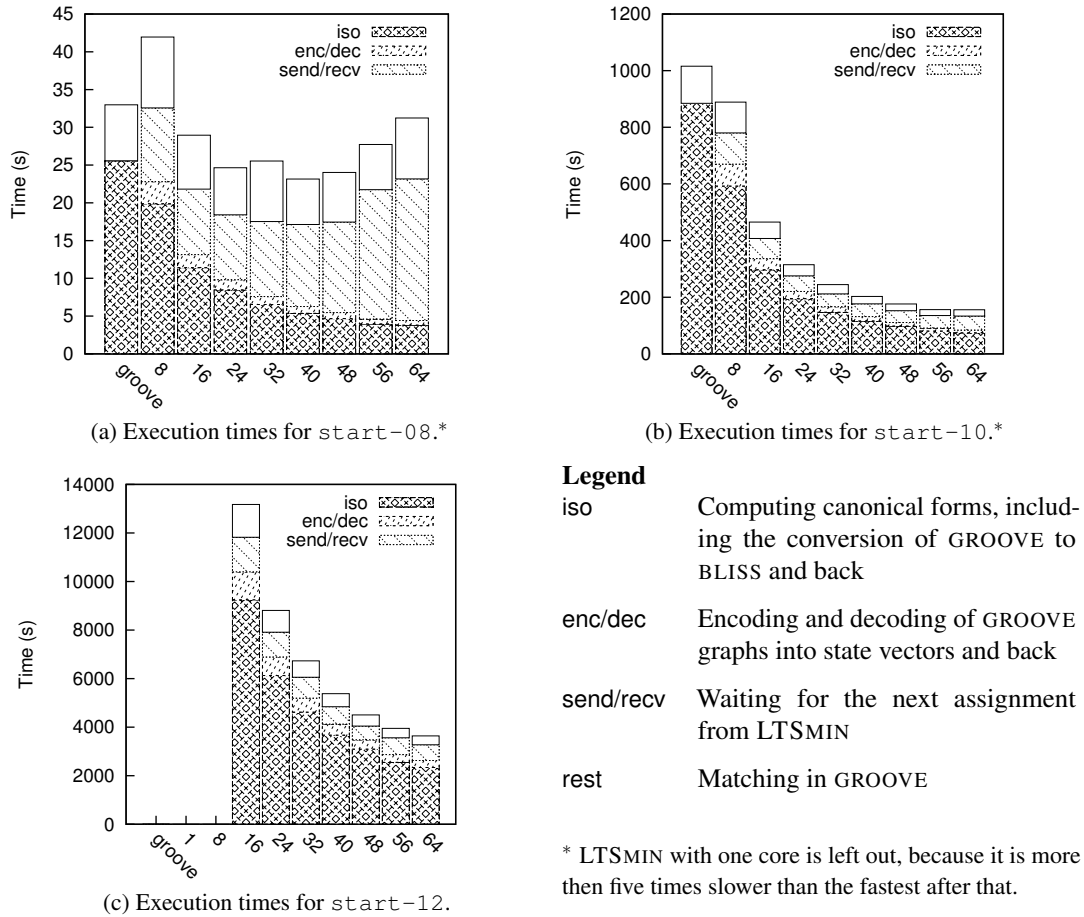 45
40
35
30
25
20
15
10
5
0
Time (s)
iso
enc/dec
send/recv
groove
8
16
24
32
40
48
56
64
(a) Execution times for start-08.*
1200
1000
800
600
400
200
0
Time (s)
iso
enc/dec
send/recv
groove
8
16
24
32
40
48
56
64
(b) Execution times for start-10.*
14000
12000
10000
8000
6000
4000
2000
0
Time (s)
iso
enc/dec
send/recv
groove
1
8
16
24
32
40
48
56
64
(c) Execution times for start-12.
Legend
iso Computing canonical forms, includ-
ing the conversion of GROOVE to
BLISS and back
enc/dec Encoding and decoding of GROOVE
graphs into state vectors and back
send/recv Waiting for the next assignment
from LTSMIN
rest Matching in GROOVE
* LTSMIN with one core is left out, because it is more
then five times slower than the fastest after that.